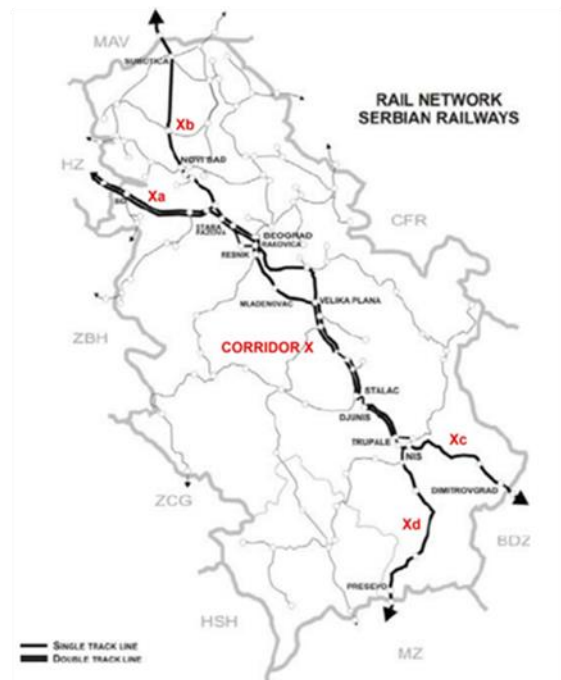 MAV
SUBOTICA
RAIL NETWORK
SERBIAN RAILWAYS
Xb
NOVI SAD
HZ
Xa
STARA
PAZOVA
CFR
BEOGRAD
RAKOVICA
RESNIK
MLADENOVAC
VELIKA PLANA
ZBH
CORRIDOR X
STALAC
DJUNIS
TRUPALE
Xc
NIS
DIMITROVGRAD
ZCG
Xd
BDZ
PRESEVO
HSH
MZ
SINGLE TRACK LINE
DOUBLE TRACK LINE